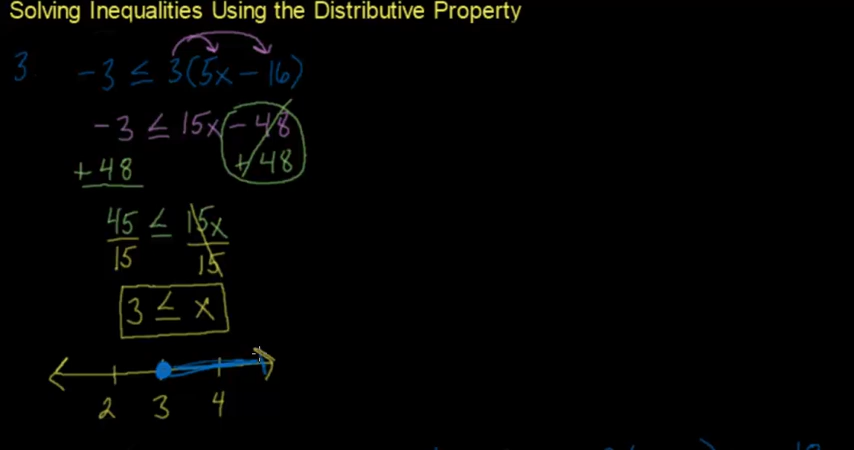 Solving Inequalities Using the Distributive Property
3 -3 ≤ 3(5x - 16)
-3 ≤ 15x - 48
+48 +48
45 ≤ 15x
15 15
3 ≤ x
2 3 4